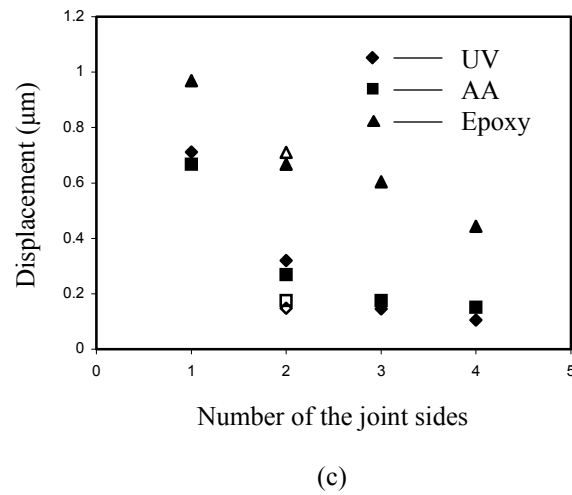 1.2
1
0.8
0.6
0.4
0.2
0
Displacement (µm)
UV
AA
Epoxy
0 1 2 3 4 5
Number of the joint sides
(c)